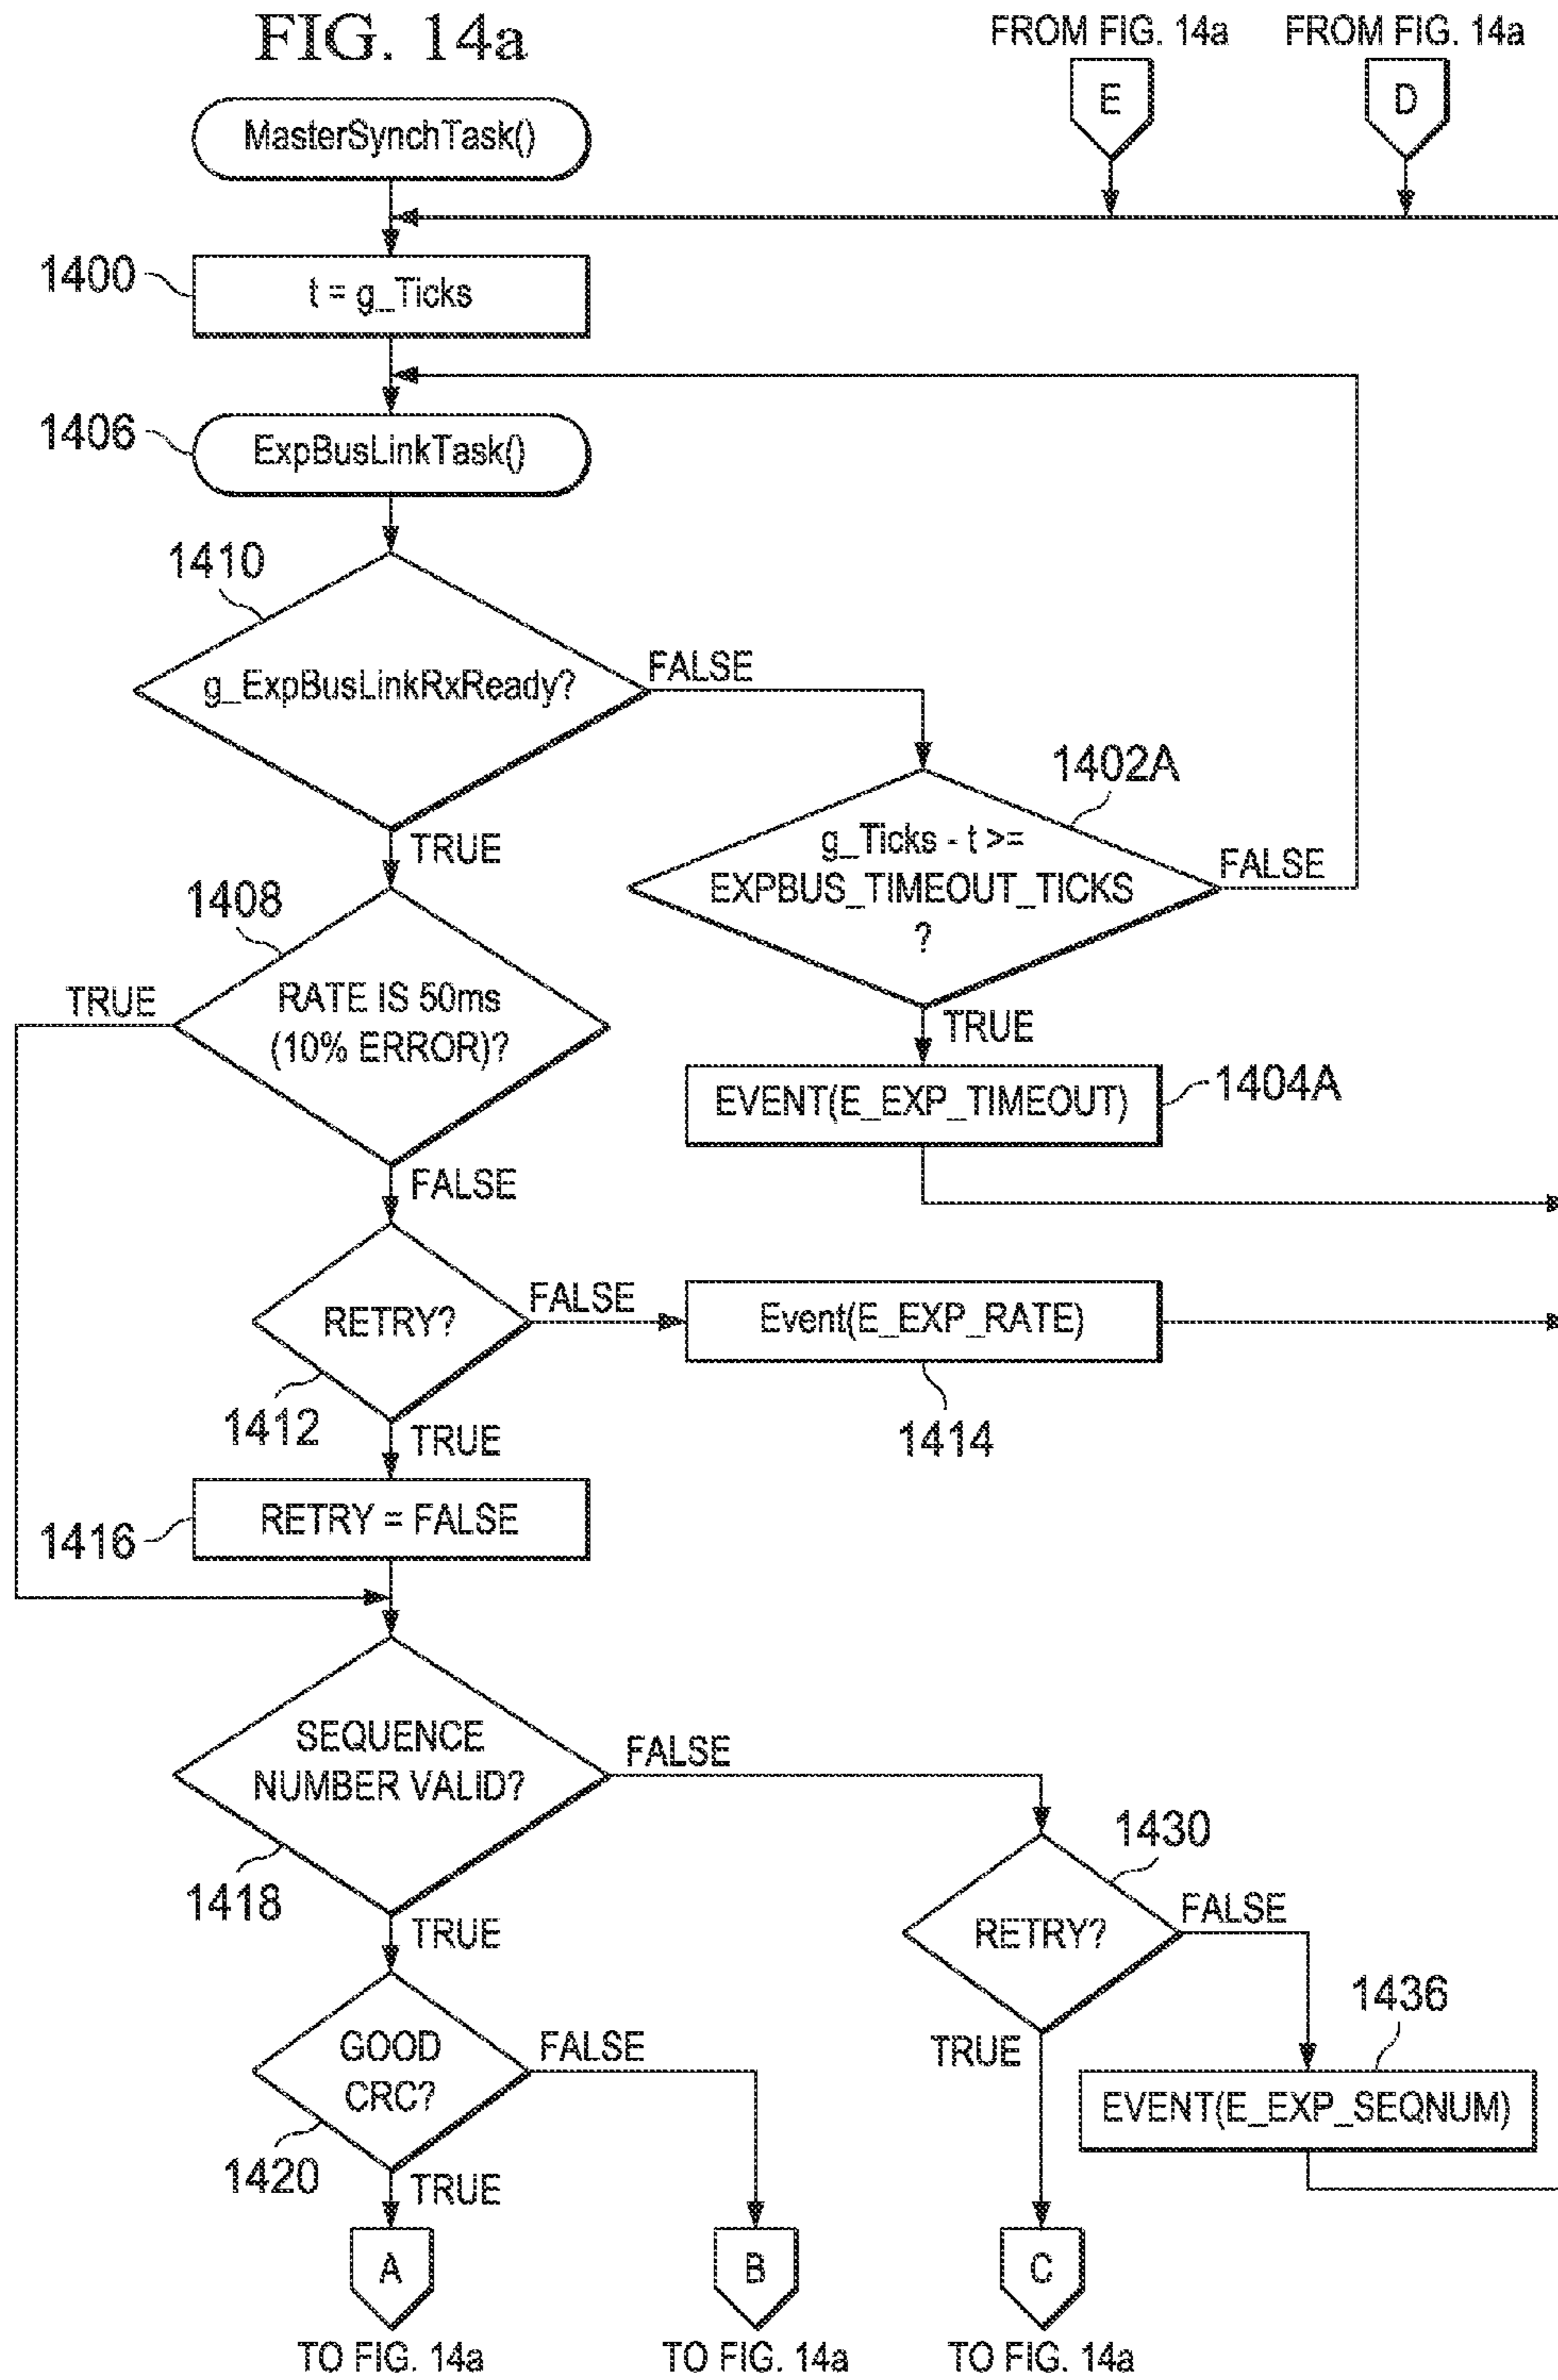 FIG. 14a
FROM FIG. 14a
FROM FIG. 14a
E
D
MasterSynchTask()
1400
t = g_Ticks
1406
ExpBusLinkTask()
1410
g_ExpBusLinkRxReady?
FALSE
TRUE
1402A
g_Ticks - t >=
EXPBUS_TIMEOUT_TICKS
?
FALSE
TRUE
1408
TRUE
RATE IS 50ms
(10% ERROR)?
FALSE
EVENT(E_EXP_TIMEOUT)
1404A
RETRY?
FALSE
Event(E_EXP_RATE)
1412
TRUE
1414
1416
RETRY = FALSE
SEQUENCE
NUMBER VALID?
FALSE
1418
TRUE
1430
RETRY?
FALSE
TRUE
1436
EVENT(E_EXP_SEQNUM)
GOOD
CRC?
FALSE
1420
TRUE
A
B
C
TO FIG. 14a
TO FIG. 14a
TO FIG. 14a